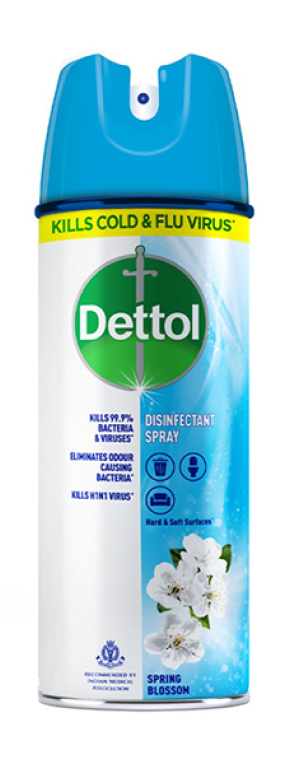 KILLS COLD & FLU VIRUS*
Dettol
KILLS 99.9%
BACTERIA
& VIRUSES*
ELIMINATES ODOUR
CAUSING
BACTERIA*
KILLS H1N1 VIRUS*
DISINFECTANT
SPRAY
Hard & Soft Surfaces*
RECOMMENDED BY
INDIAN MEDICAL
ASSOCIATION
SPRING
BLOSSOM